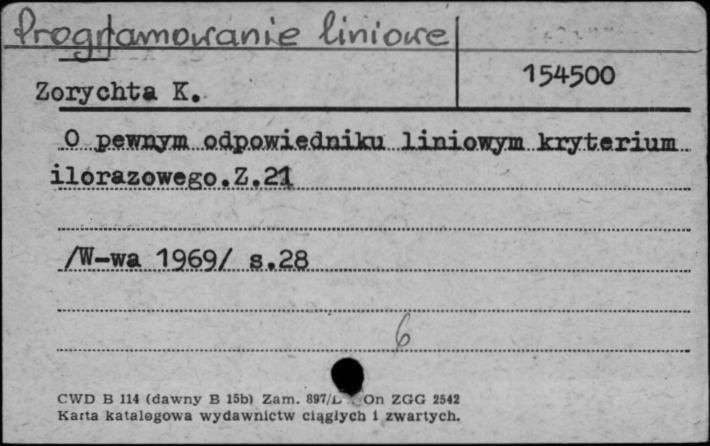 Programowanie liniowe
154500
Zorychta K.
O pewnym odpowiedniku liniowym kryterium
ilorazowego.Z.21
/W-wa 1969/ s.28
6
CWD B 114 (dawny B 15b) Zam. 897/L On ZGG 2542
Karta katalogowa wydawnictw ciągłych i zwartych.